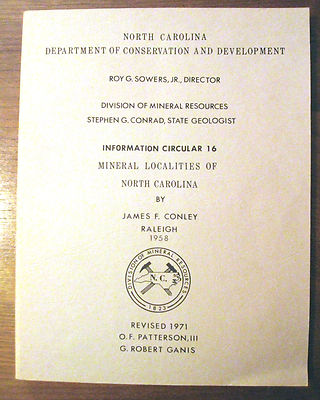 NORTH CAROLINA
DEPARTMENT OF CONSERVATION AND DEVELOPMENT
ROY G. SOWERS, JR., DIRECTOR
DIVISION OF MINERAL RESOURCES
STEPHEN G. CONRAD, STATE GEOLOGIST
INFORMATION CIRCULAR 16
MINERAL LOCALITIES OF
NORTH CAROLINA
BY
JAMES F. CONLEY
RALEIGH
1958
DIVISION OF MINERAL RESOURCES
N.C.
1823
REVISED 1971
O.F. PATTERSON, III
G. ROBERT GANIS